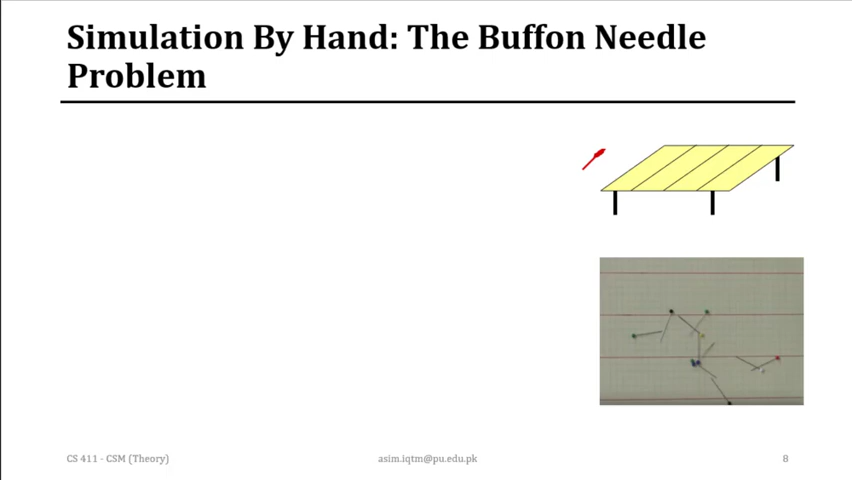 Simulation By Hand: The Buffon Needle
Problem
CS 411 - CSM (Theory)
asim.iqtm@pu.edu.pk
8